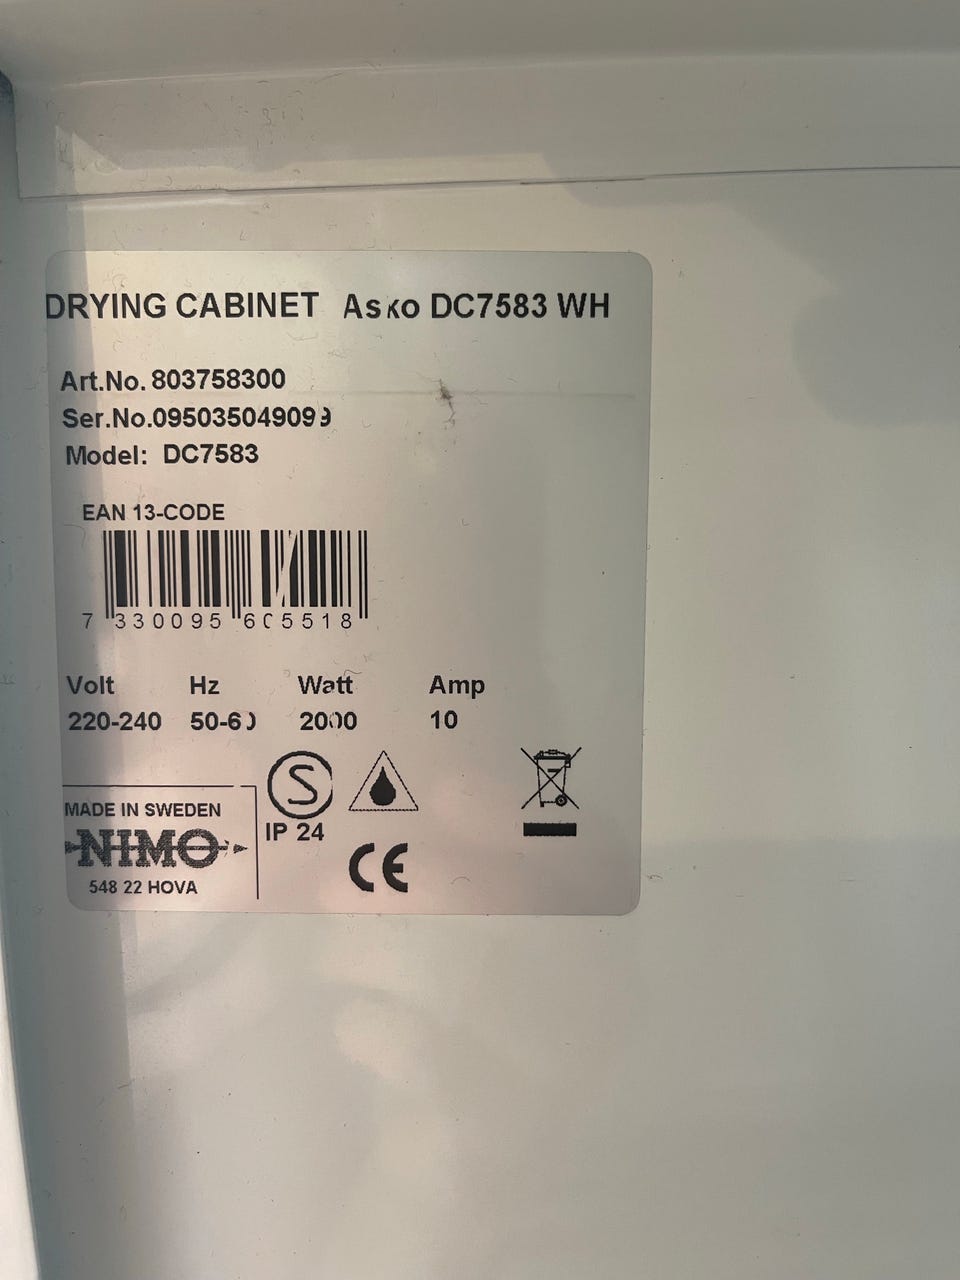 DRYING CABINET Asko DC7583 WH
Art.No. 803758300
Ser.No.095035049099
Model: DC7583
EAN 13-CODE
7 330095 605518
Volt Hz Watt Amp
220-240 50-60 2000 10
S
IP 24
MADE IN SWEDEN
NIMO
548 22 HOVA
CE